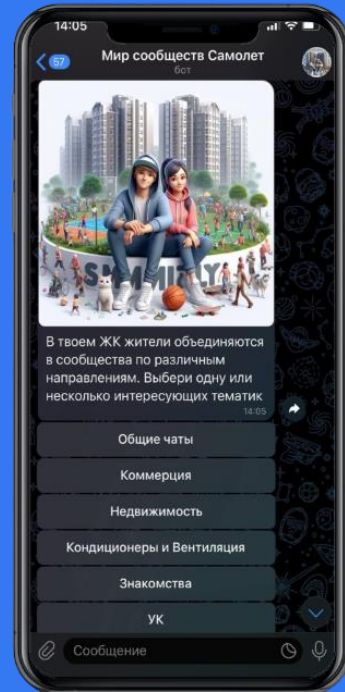 14:05
57
Мир сообществ Самолет
бот
В твоем ЖК жители объединяются
в сообщества по различным
направлениям. Выбери одну или
несколько интересующих тематик
14:05
Общие чаты
Коммерция
Недвижимость
Кондиционеры и Вентиляция
Знакомства
УК
Сообщение